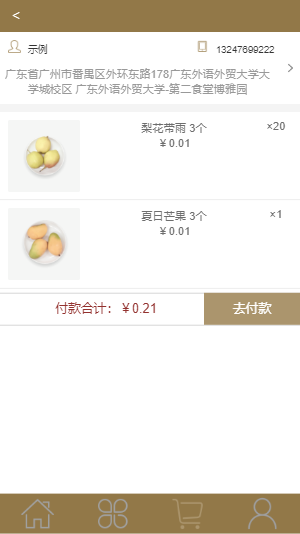 <
示例 13247699222
广东省广州市番禺区外环东路178广东外语外贸大大
学城校区 广东外语外贸大学-第二食堂博雅园
>
梨花带雨 3个 ×20
￥0.01
夏日芒果 3个 ×1
￥0.01
付款合计：￥0.21 去付款